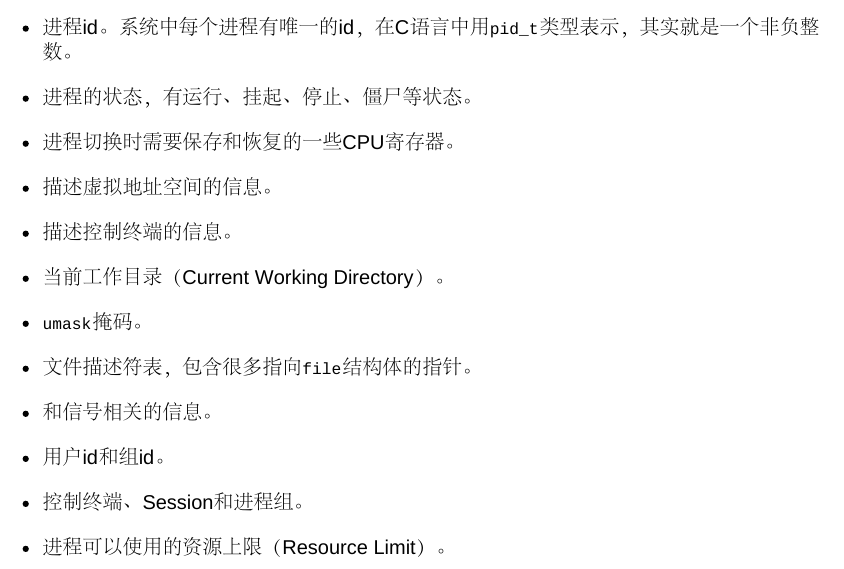 • 进程id。系统中每个进程有唯一的id，在C语言中用pid_t类型表示，其实就是一个非负整
数。
• 进程的状态，有运行、挂起、停止、僵尸等状态。
• 进程切换时需要保存和恢复的一些CPU寄存器。
• 描述虚拟地址空间的信息。
• 描述控制终端的信息。
• 当前工作目录（Current Working Directory）。
• umask掩码。
• 文件描述符表，包含很多指向file结构体的指针。
• 和信号相关的信息。
• 用户id和组id。
• 控制终端、Session和进程组。
• 进程可以使用的资源上限（Resource Limit）。